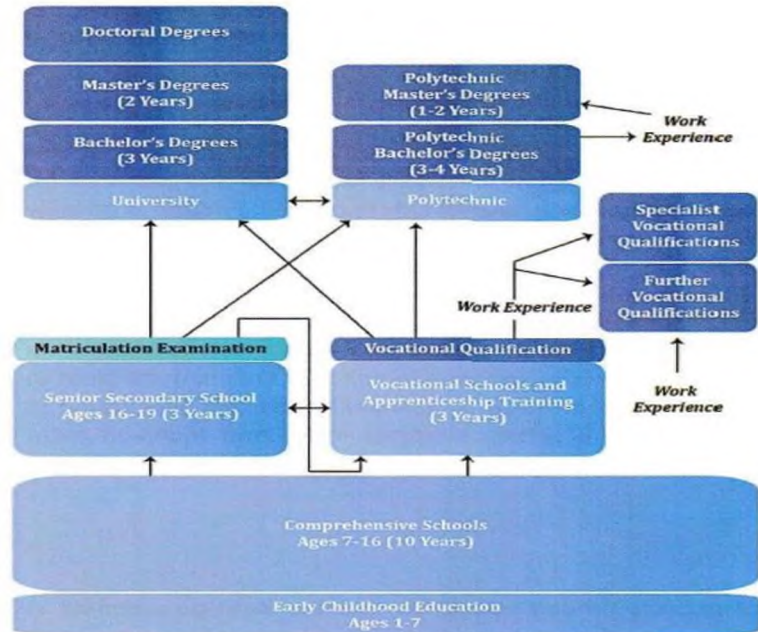 Doctoral Degrees
Master's Degrees
(2 Years)
Bachelor's Degrees
(3 Years)
University
Polytechnic
Master's Degrees
(1-2 Years)
Polytechnic
Bachelor's Degrees
(3-4 Years)
Polytechnic
Work
Experience
Specialist
Vocational
Qualifications
Further
Vocational
Qualifications
Work Experience
Work
Experience
Matriculation Examination
Senior Secondary School
Ages 16-19 (3 Years)
Vocational Qualification
Vocational Schools and
Apprenticeship Training
(3 Years)
Comprehensive Schools
Ages 7-16 (10 Years)
Early Childhood Education
Ages 1-7